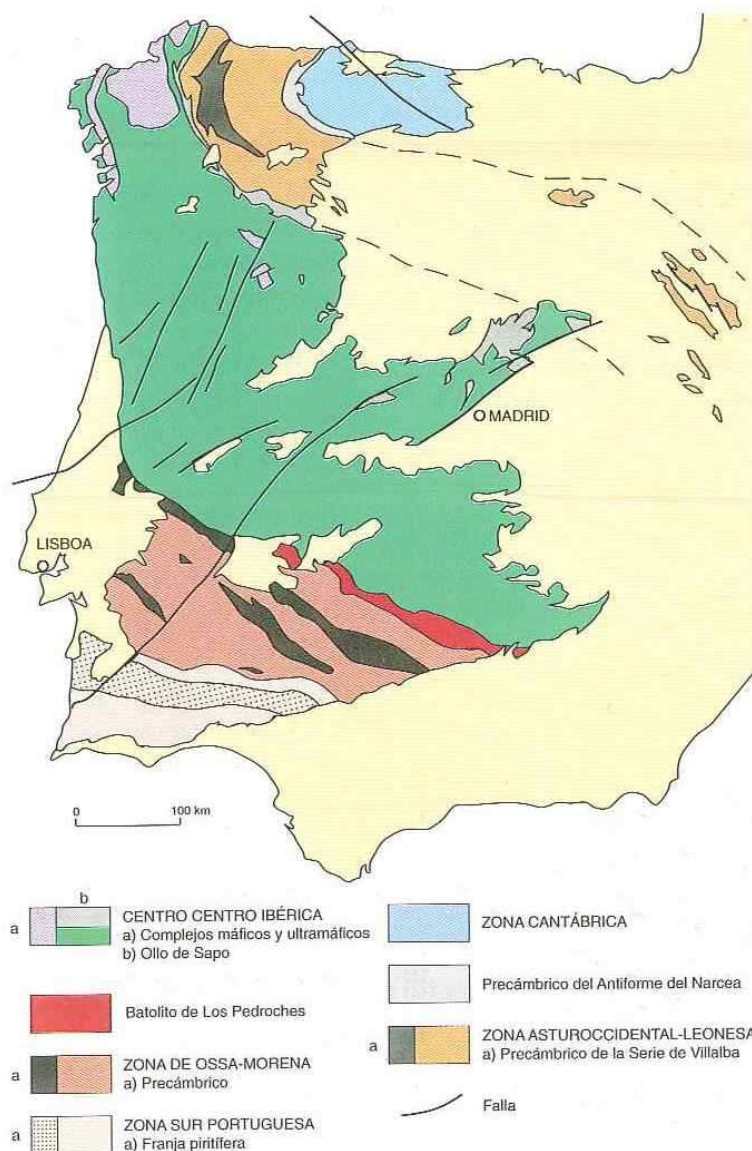 MADRID
LISBOA
0 100 km
b
a
CENTRO CENTRO IBÉRICA
a) Complejos máficos y ultramáficos
b) Ollo de Sapo
Batolito de Los Pedroches
a
ZONA DE OSSA-MORENA
a) Precámbrico
a
ZONA SUR PORTUGUESA
a) Franja piritífera
ZONA CANTÁBRICA
Precámbrico del Antiforme del Narcea
a
ZONA ASTUROCCIDENTAL-LEONESA
a) Precámbrico de la Serie de Villalba
Falla